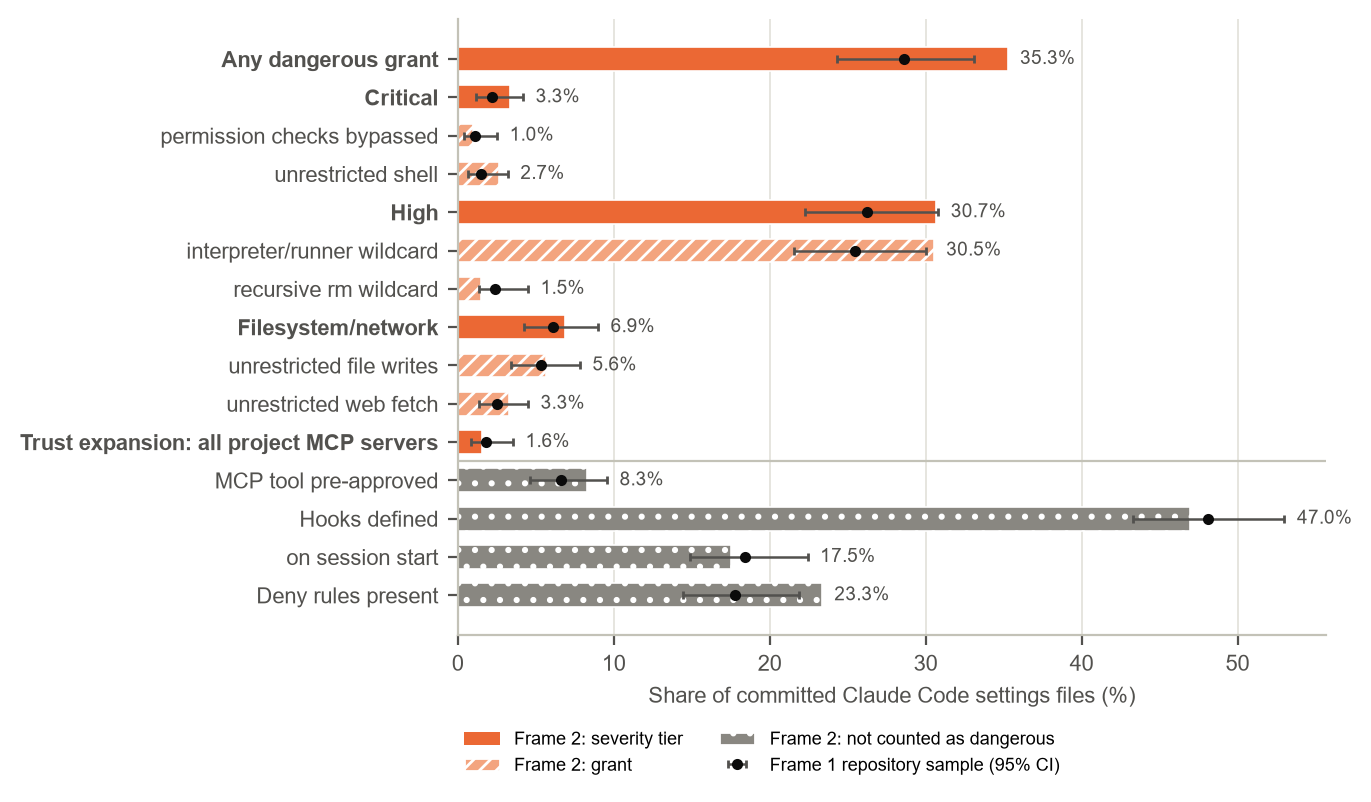 Any dangerous grant 35.3%
Critical 3.3%
permission checks bypassed 1.0%
unrestricted shell 2.7%
High 30.7%
interpreter/runner wildcard 30.5%
recursive rm wildcard 1.5%
Filesystem/network 6.9%
unrestricted file writes 5.6%
unrestricted web fetch 3.3%
Trust expansion: all project MCP servers 1.6%
MCP tool pre-approved 8.3%
Hooks defined 47.0%
on session start 17.5%
Deny rules present 23.3%
0 10 20 30 40 50
Share of committed Claude Code settings files (%)
Frame 2: severity tier Frame 2: not counted as dangerous
Frame 2: grant Frame 1 repository sample (95% CI)